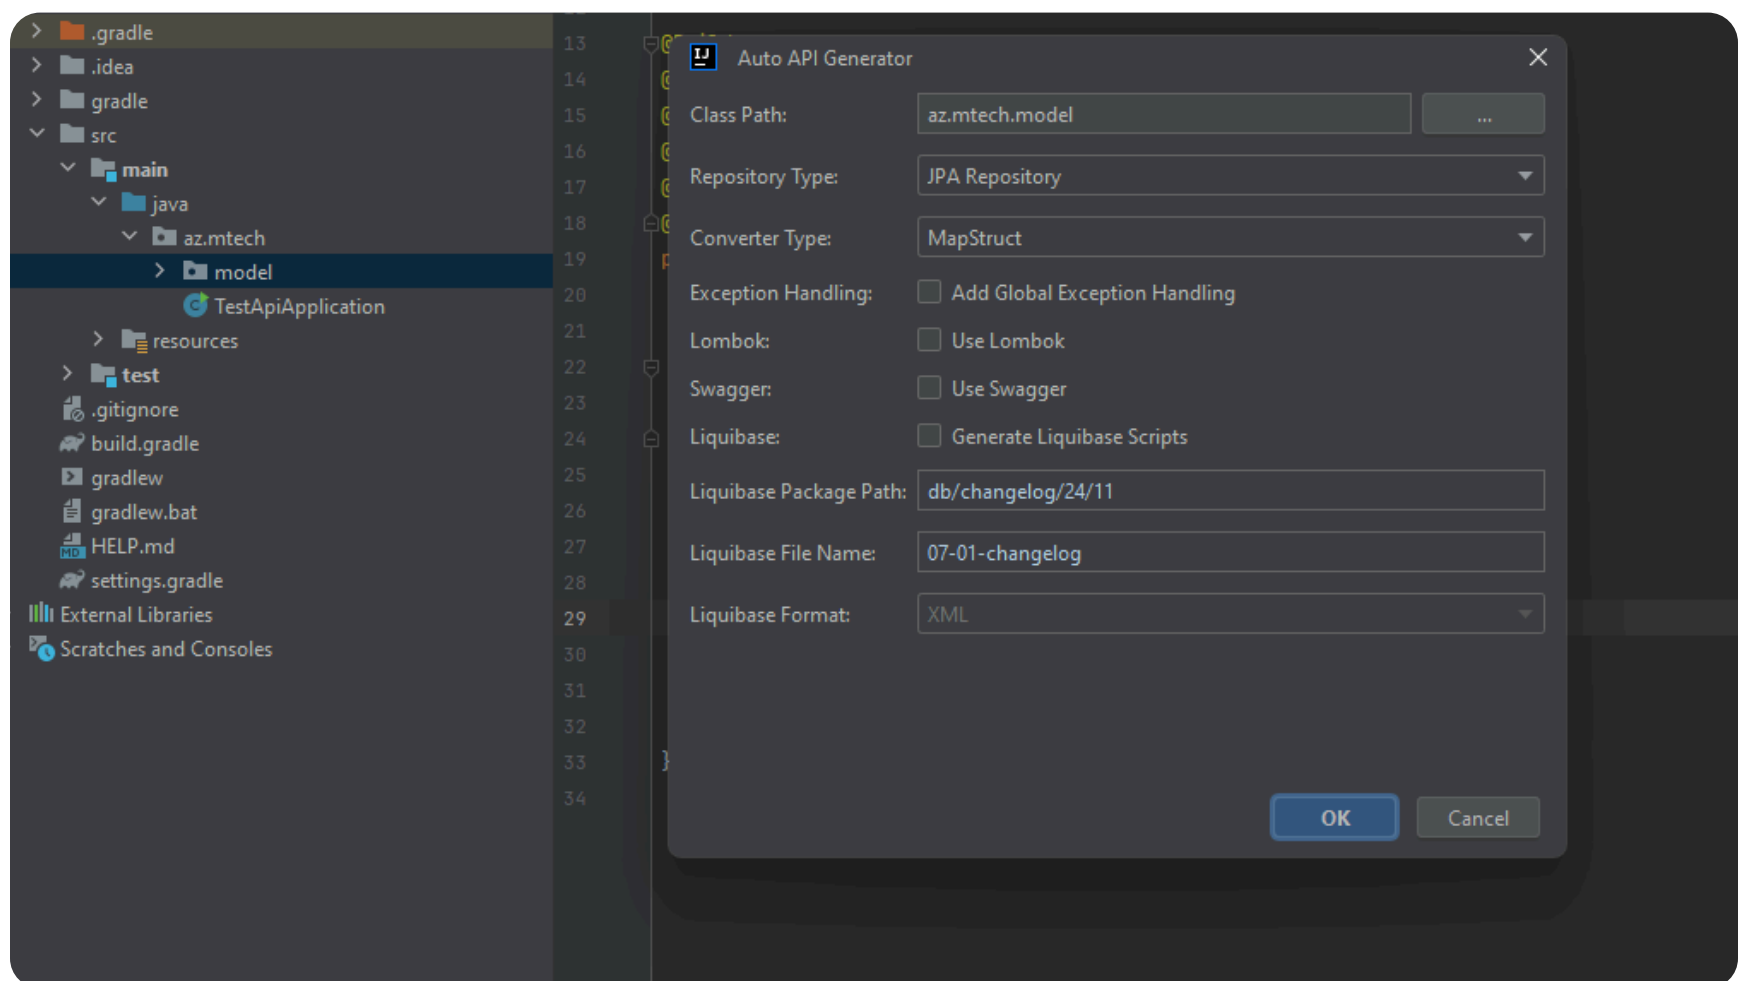 .gradle
.idea
gradle
src
main
java
az.mtech
model
TestApiApplication
resources
test
.gitignore
build.gradle
gradlew
gradlew.bat
MD HELP.md
settings.gradle
External Libraries
Scratches and Consoles
13
14
15
16
17
18
19
20
21
22
23
24
25
26
27
28
29
30
31
32
33 }
34
IJ Auto API Generator
Class Path: az.mtech.model ...
Repository Type: JPA Repository
Converter Type: MapStruct
Exception Handling: Add Global Exception Handling
Lombok: Use Lombok
Swagger: Use Swagger
Liquibase: Generate Liquibase Scripts
Liquibase Package Path: db/changelog/24/11
Liquibase File Name: 07-01-changelog
Liquibase Format: XML
OK Cancel